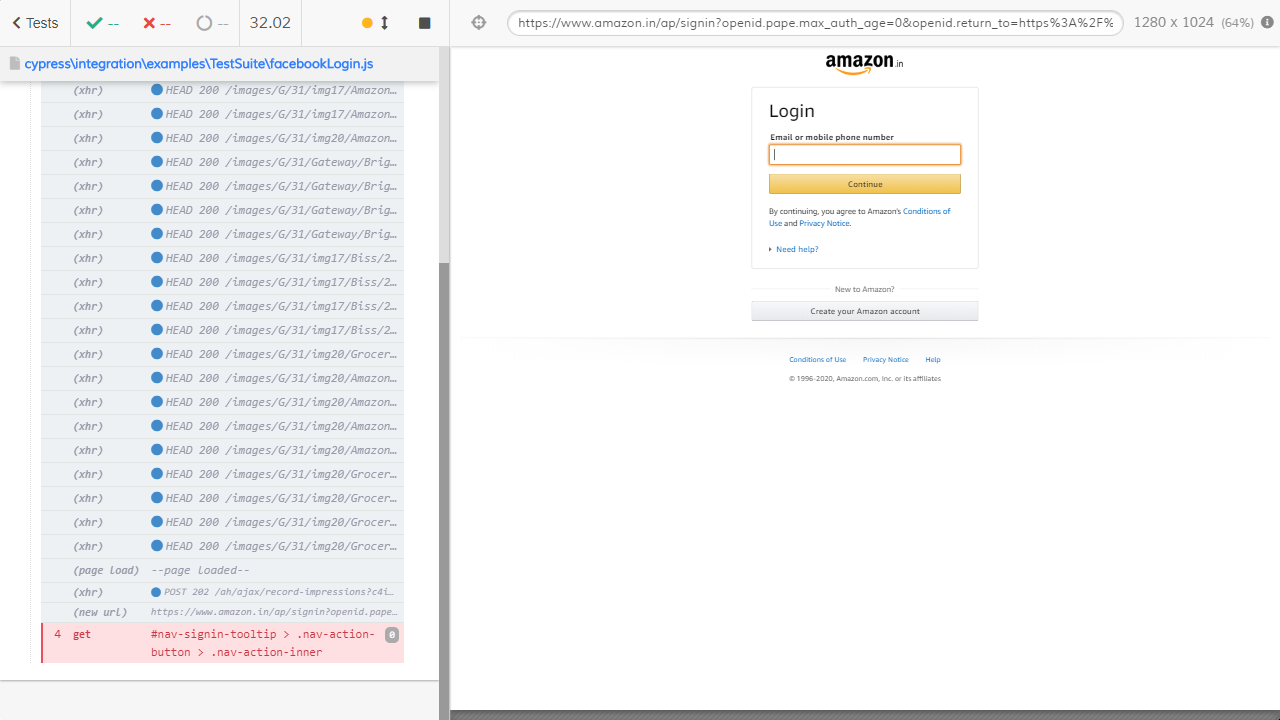 Tests
--
--
--
32.02
https://www.amazon.in/ap/signin?openid.pape.max_auth_age=0&openid.return_to=https%3A%2F%
1280 x 1024 (64%)
cypress\integration\examples\TestSuite\facebookLogin.js
(xhr) HEAD 200 /images/G/31/img17/Amazon…
(xhr) HEAD 200 /images/G/31/img17/Amazon…
(xhr) HEAD 200 /images/G/31/img20/Amazon…
(xhr) HEAD 200 /images/G/31/Gateway/Brig…
(xhr) HEAD 200 /images/G/31/Gateway/Brig…
(xhr) HEAD 200 /images/G/31/Gateway/Brig…
(xhr) HEAD 200 /images/G/31/Gateway/Brig…
(xhr) HEAD 200 /images/G/31/img17/Biss/2…
(xhr) HEAD 200 /images/G/31/img17/Biss/2…
(xhr) HEAD 200 /images/G/31/img17/Biss/2…
(xhr) HEAD 200 /images/G/31/img17/Biss/2…
(xhr) HEAD 200 /images/G/31/img20/Grocer…
(xhr) HEAD 200 /images/G/31/img20/Amazon…
(xhr) HEAD 200 /images/G/31/img20/Amazon…
(xhr) HEAD 200 /images/G/31/img20/Amazon…
(xhr) HEAD 200 /images/G/31/img20/Amazon…
(xhr) HEAD 200 /images/G/31/img20/Grocer…
(xhr) HEAD 200 /images/G/31/img20/Grocer…
(xhr) HEAD 200 /images/G/31/img20/Grocer…
(xhr) HEAD 200 /images/G/31/img20/Grocer…
(page load) --page loaded--
(xhr) POST 202 /ah/ajax/record-impressions?c4i…
(new url) https://www.amazon.in/ap/signin?openid.pape…
4 get #nav-signin-tooltip > .nav-action- 0
button > .nav-action-inner
amazon.in
Login
Email or mobile phone number
Continue
By continuing, you agree to Amazon's Conditions of
Use and Privacy Notice.
Need help?
New to Amazon?
Create your Amazon account
Conditions of Use Privacy Notice Help
© 1996-2020, Amazon.com, Inc. or its affiliates